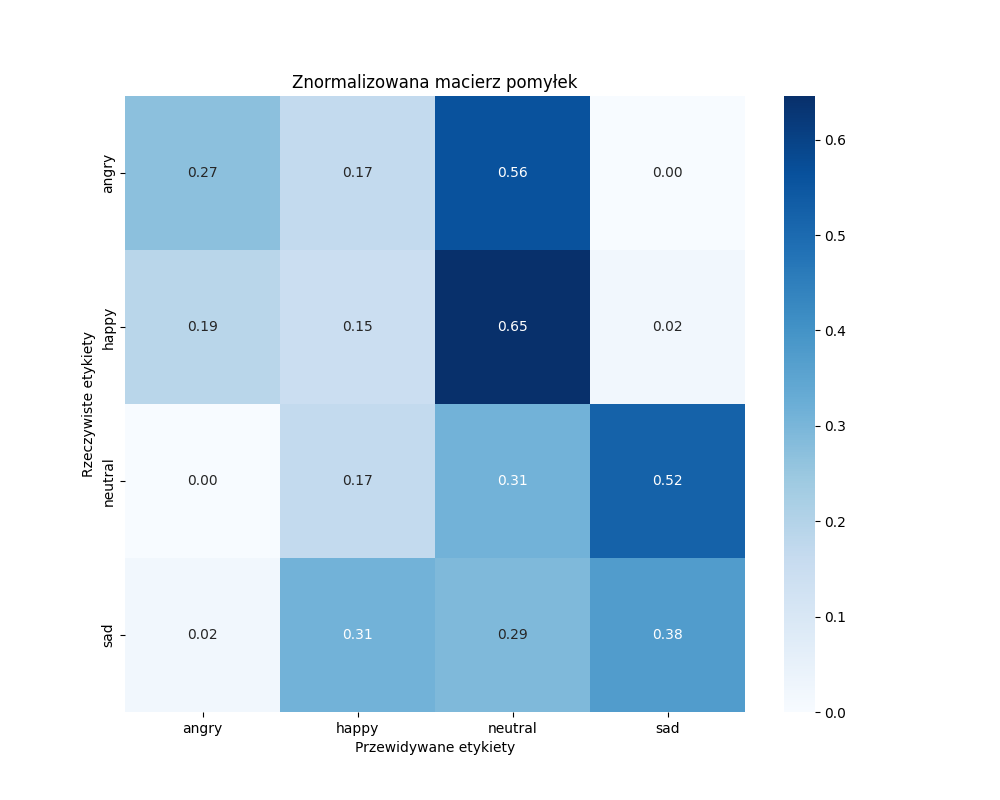 Znormalizowana macierz pomyłek
Rzeczywiste etykiety
angry
0.27 0.17 0.56 0.00
happy
0.19 0.15 0.65 0.02
neutral
0.00 0.17 0.31 0.52
sad
0.02 0.31 0.29 0.38
angry happy neutral sad
Przewidywane etykiety
0.6
0.5
0.4
0.3
0.2
0.1
0.0